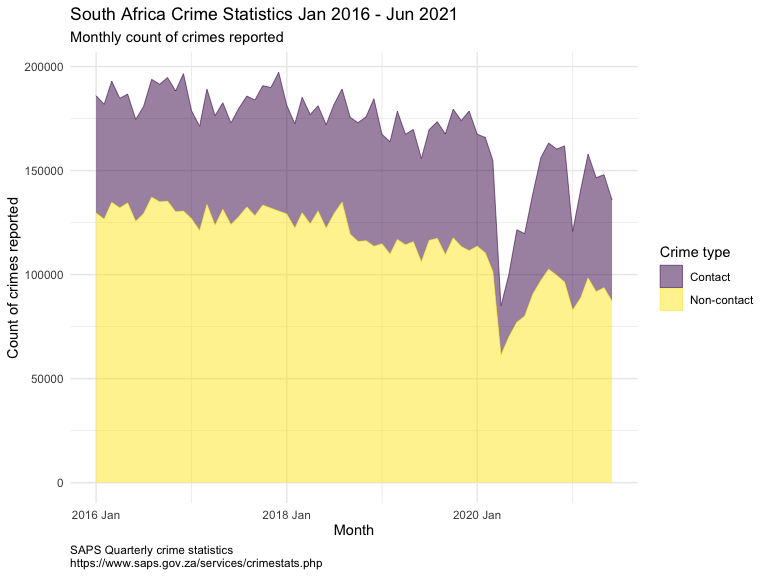 South Africa Crime Statistics Jan 2016 - Jun 2021
Monthly count of crimes reported
200000
150000
100000
50000
0
Count of crimes reported
2016 Jan
2018 Jan
2020 Jan
Month
Crime type
Contact
Non-contact
SAPS Quarterly crime statistics
https://www.saps.gov.za/services/crimestats.php